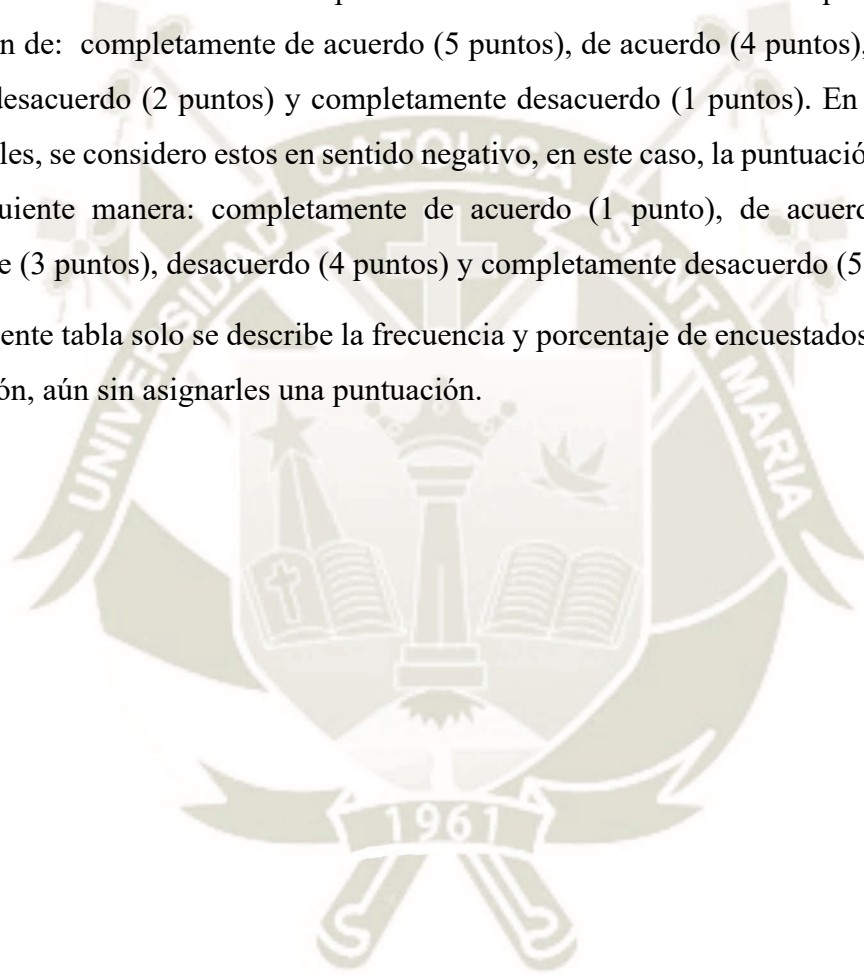 n de: completamente de acuerdo (5 puntos), de acuerdo (4 puntos),
desacuerdo (2 puntos) y completamente desacuerdo (1 puntos). En
les, se considero estos en sentido negativo, en este caso, la puntuació
uiente manera: completamente de acuerdo (1 punto), de acuerd
e (3 puntos), desacuerdo (4 puntos) y completamente desacuerdo (5
ente tabla solo se describe la frecuencia y porcentaje de encuestados
ón, aún sin asignarles una puntuación.
UNIVERSIDAD CATOLICA SANTA MARIA
1961